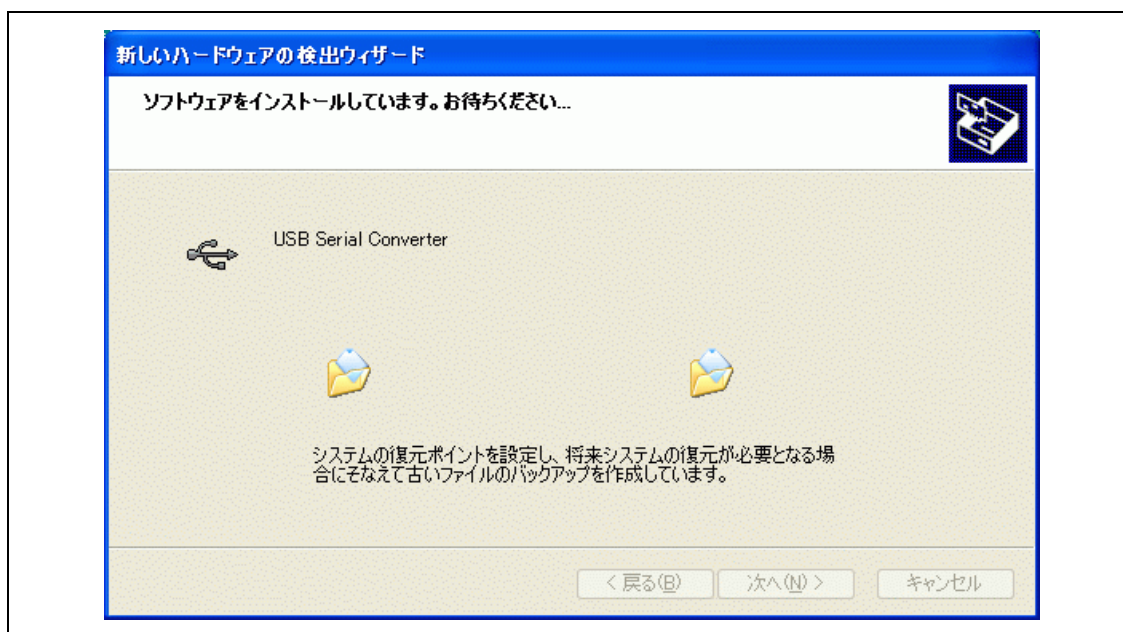 新しいハードウェアの検出ウィザード
ソフトウェアをインストールしています。お待ちください...
USB Serial Converter
システムの復元ポイントを設定し、将来システムの復元が必要となる場
合にそなえて古いファイルのバックアップを作成しています。
< 戻る(B) 次へ(N) > キャンセル